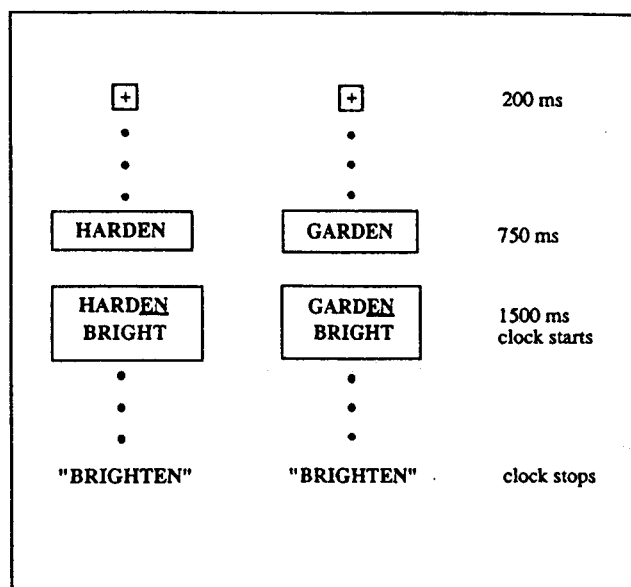 + + 200 ms
HARDEN GARDEN 750 ms
HARDEN GARDEN 1500 ms
BRIGHT BRIGHT clock starts
"BRIGHTEN" "BRIGHTEN" clock stops